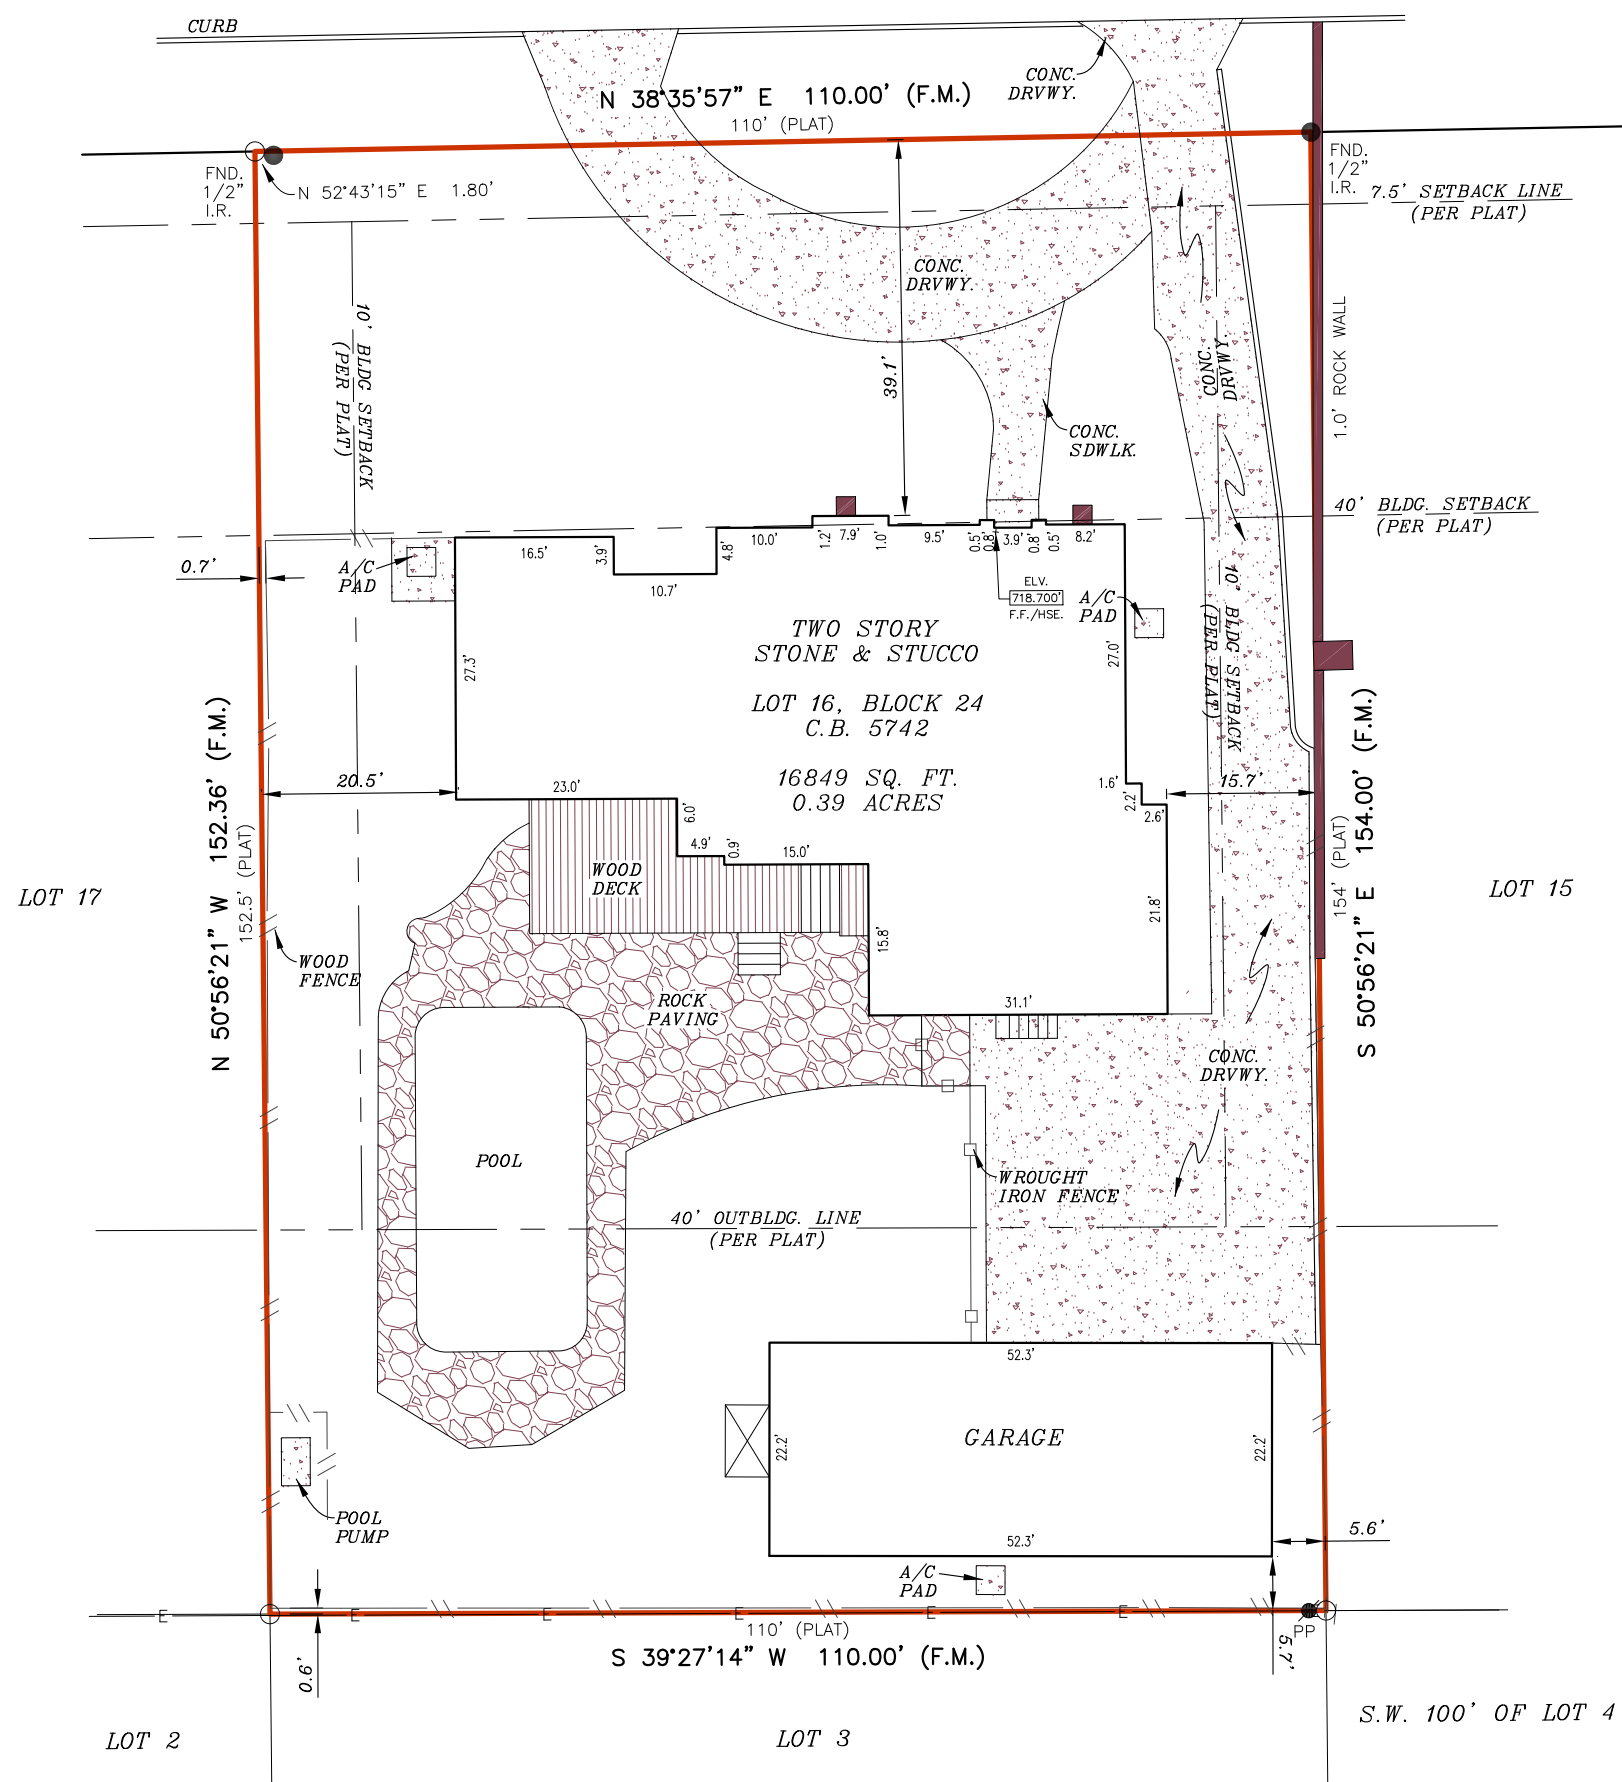 CURB
CONC.
DRVWY.
N 38°35'57" E 110.00' (F.M.)
110' (PLAT)
FND.
1/2"
I.R.
N 52°43'15" E 1.80'
FND.
1/2"
I.R.
7.5' SETBACK LINE
(PER PLAT)
CONC.
DRVWY.
10' BLDG SETBACK
(PER PLAT)
39.1'
CONC.
DRVWY.
1.0' ROCK WALL
CONC.
SDWLK.
40' BLDG. SETBACK
(PER PLAT)
0.7'
A/C
PAD
16.5'
3.9'
10.7'
4.8'
10.0'
1.2'
7.9'
1.0'
9.5'
0.5'
0.8'
3.9'
0.8'
0.5'
8.2'
ELV.
718.700'
F.F./HSE.
A/C
PAD
27.3'
TWO STORY
STONE & STUCCO
LOT 16, BLOCK 24
C.B. 5742
16849 SQ. FT.
0.39 ACRES
27.0'
10' BLDG SETBACK
(PER PLAT)
20.5'
23.0'
6.0'
4.9'
0.9'
15.0'
1.6'
2.2'
2.6'
15.7'
N 50°56'21" W 152.36' (F.M.)
152.5' (PLAT)
S 50°56'21" E 154.00' (F.M.)
154' (PLAT)
LOT 17
LOT 15
WOOD
DECK
WOOD
FENCE
15.8'
21.8'
ROCK
PAVING
31.1'
CONC.
DRVWY.
POOL
WROUGHT
IRON FENCE
40' OUTBLDG. LINE
(PER PLAT)
52.3'
22.2'
GARAGE
22.2'
52.3'
POOL
PUMP
A/C
PAD
5.6'
E
E
E
E
E
E
PP
110' (PLAT)
S 39°27'14" W 110.00' (F.M.)
0.9'
5.7'
LOT 2
LOT 3
S.W. 100' OF LOT 4